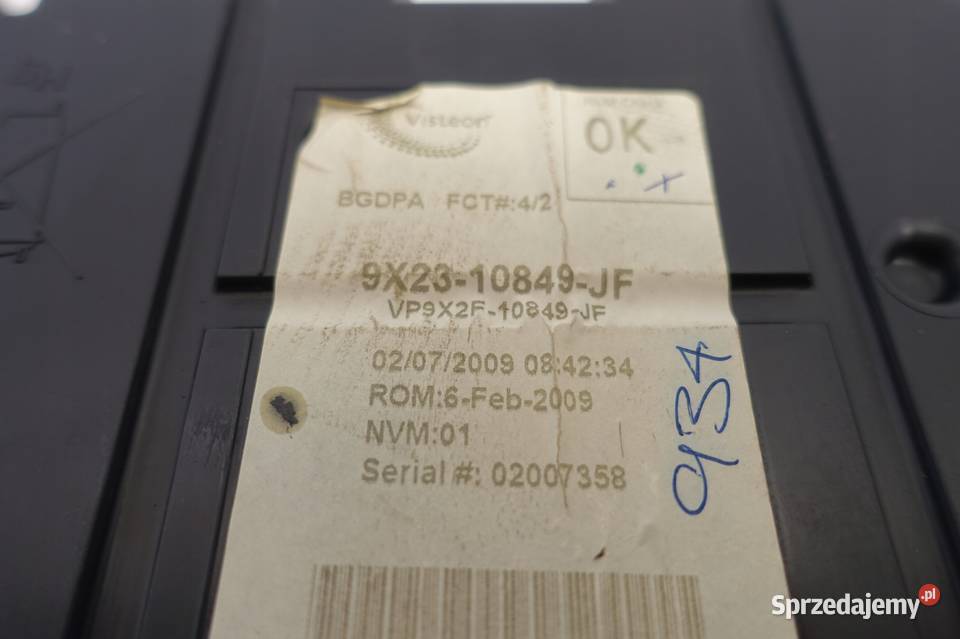 Visteon
OK
BGDPA FCT#:4/2
9X23-10849-JF
VP9X2F-10849-JF
02/07/2009 08:42:34
ROM:6-Feb-2009
NVM:01
Serial #: 02007358
934
Sprzedajemy.pl